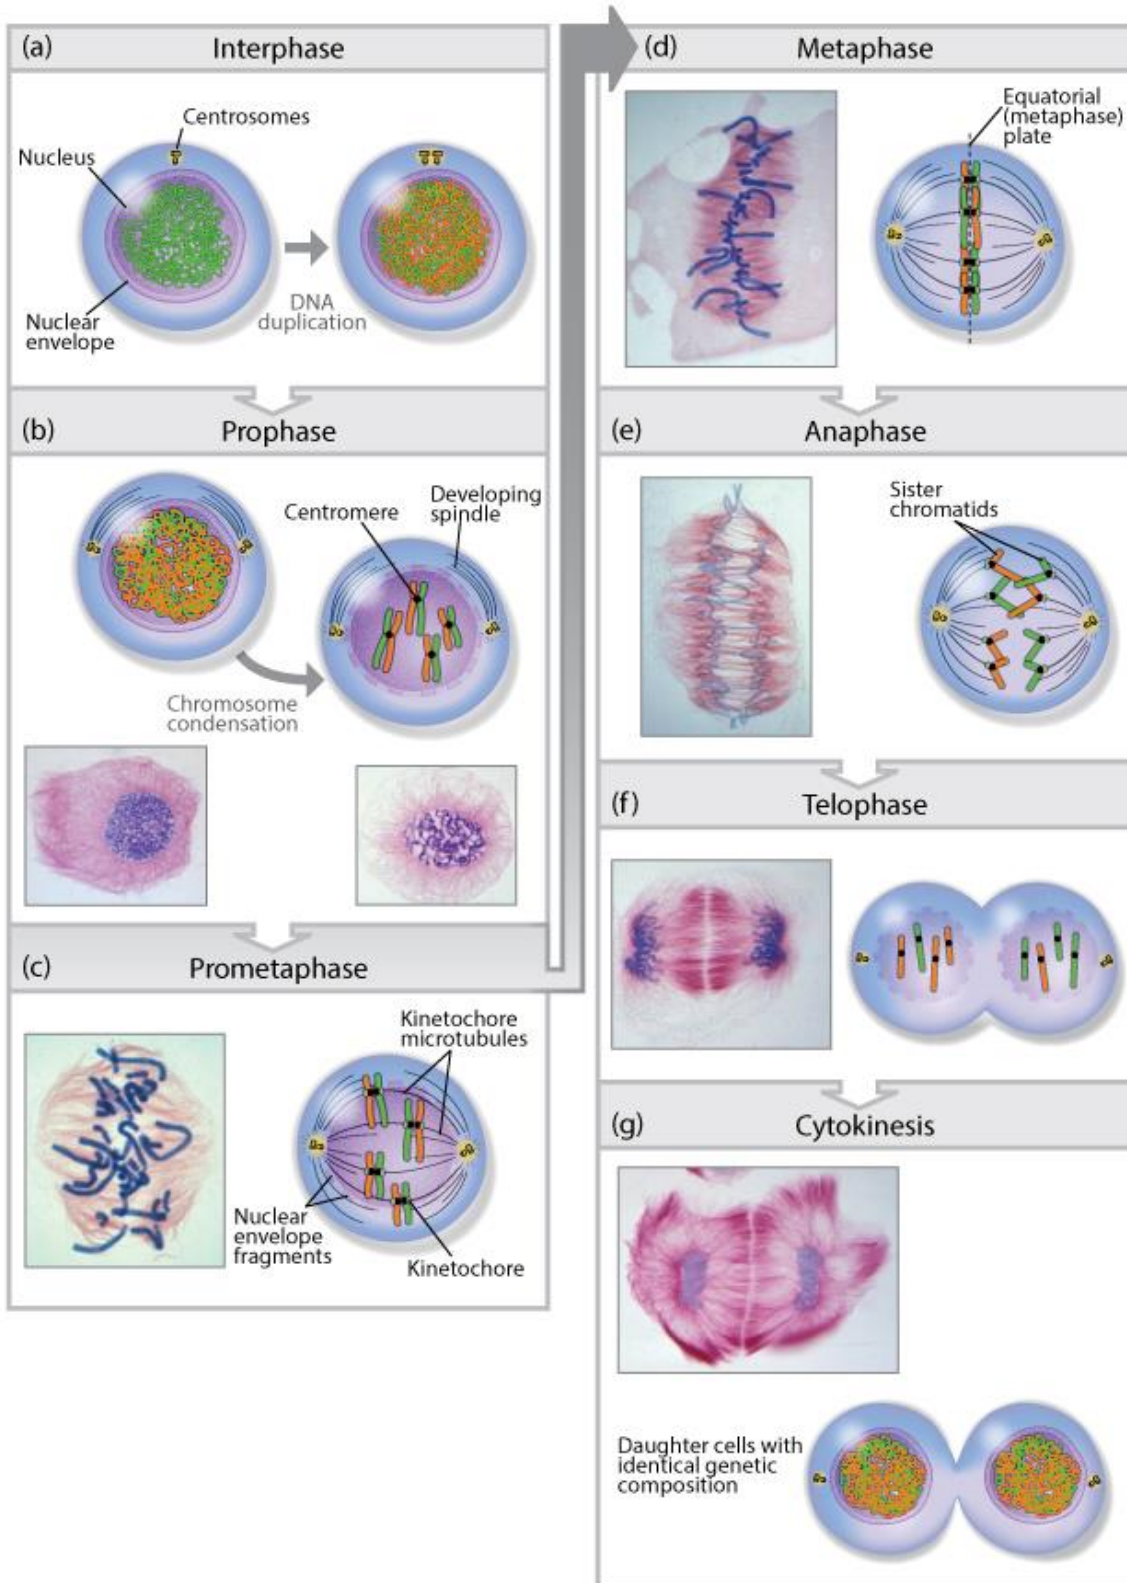 (a) Interphase
Centrosomes
Nucleus
Nuclear
envelope
DNA
duplication
(b) Prophase
Centromere
Developing
spindle
Chromosome
condensation
(c) Prometaphase
Kinetochore
microtubules
Nuclear
envelope
fragments
Kinetochore
(d) Metaphase
Equatorial
(metaphase)
plate
(e) Anaphase
Sister
chromatids
(f) Telophase
(g) Cytokinesis
Daughter cells with
identical genetic
composition